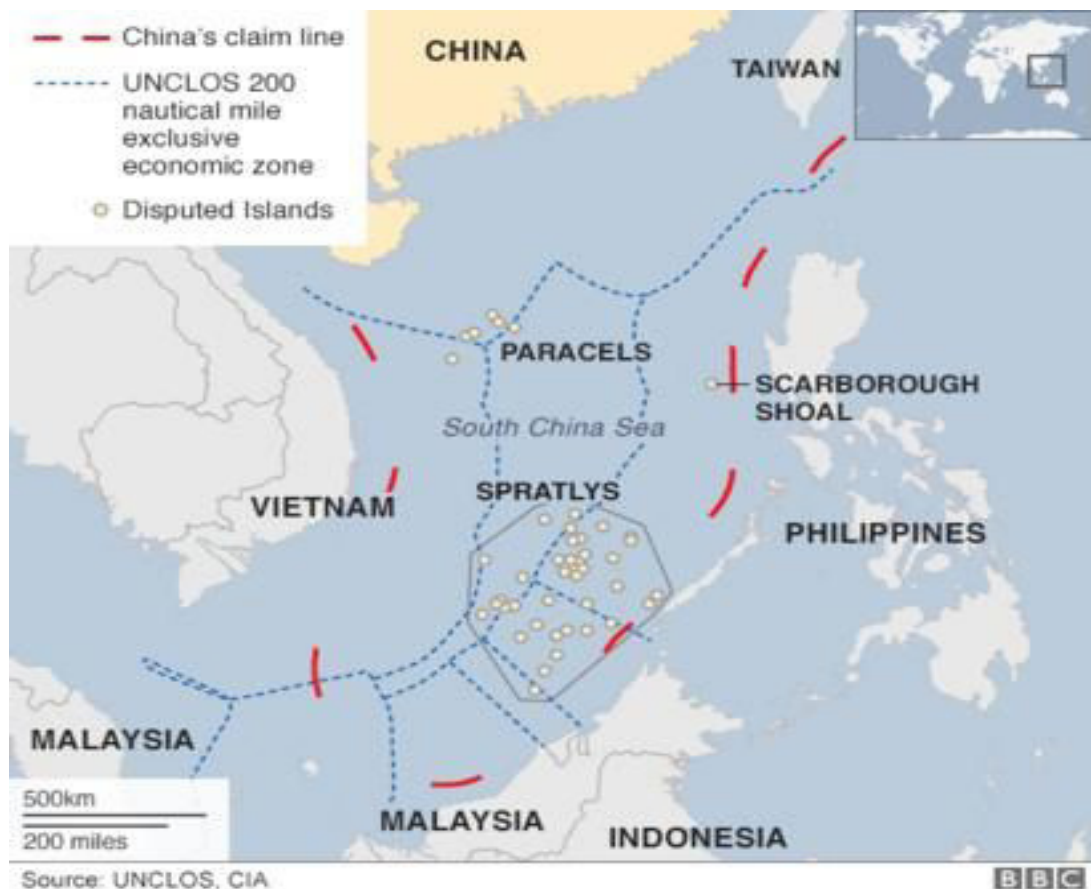 China's claim line
UNCLOS 200
nautical mile
exclusive
economic zone
Disputed Islands
CHINA
TAIWAN
PARACELS
SCARBOROUGH
SHOAL
South China Sea
SPRATLYS
VIETNAM
PHILIPPINES
MALAYSIA
500km
200 miles
MALAYSIA
INDONESIA
Source: UNCLOS, CIA
BBC